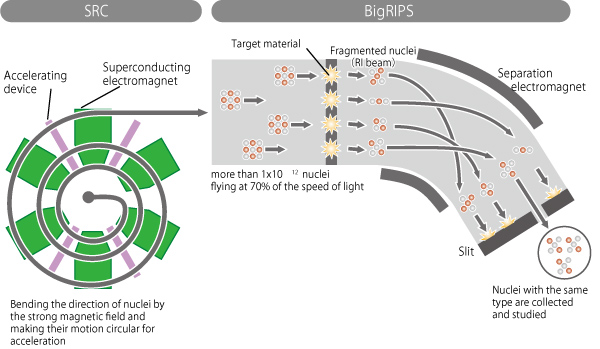 SRC
BigRIPS
Accelerating
device
Superconducting
electromagnet
Bending the direction of nuclei by
the strong magnetic field and
making their motion circular for
acceleration
Target material
Fragmented nuclei
(RI beam)
Separation
electromagnet
more than 1x10 12 nuclei
flying at 70% of the speed of light
Slit
Nuclei with the same
type are collected
and studied